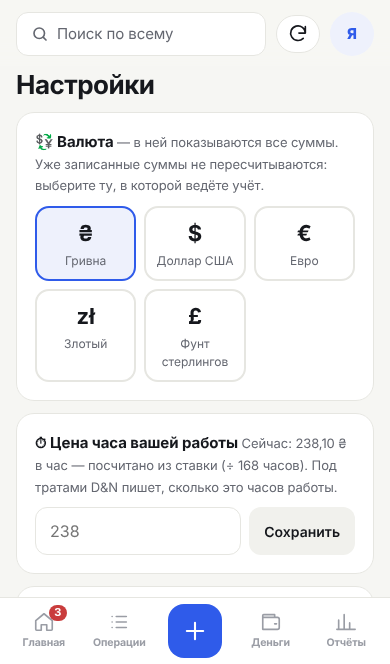 Поиск по всему
Я
Настройки
💱 Валюта — в ней показываются все суммы.
Уже записанные суммы не пересчитываются:
выберите ту, в которой ведёте учёт.
₴
Гривна
$
Доллар США
€
Евро
zł
Злотый
£
Фунт
стерлингов
⏱ Цена часа вашей работы Сейчас: 238,10 ₴
в час — посчитано из ставки (÷ 168 часов). Под
тратами D&N пишет, сколько это часов работы.
238
Сохранить
3
Главная
Операции
Деньги
Отчёты